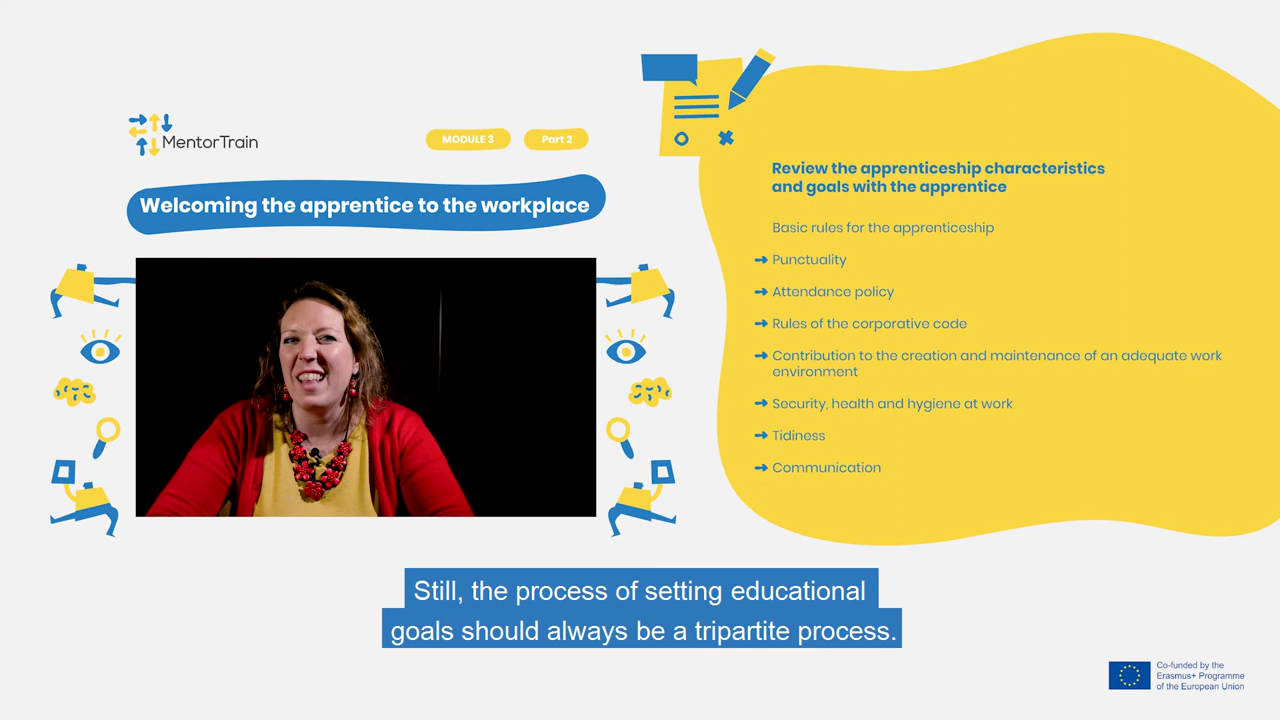 MentorTrain
MODULE 3
Part 2
Welcoming the apprentice to the workplace
Review the apprenticeship characteristics
and goals with the apprentice
Basic rules for the apprenticeship
Punctuality
Attendance policy
Rules of the corporative code
Contribution to the creation and maintenance of an adequate work
environment
Security, health and hygiene at work
Tidiness
Communication
Still, the process of setting educational
goals should always be a tripartite process.
Co-funded by the
Erasmus+ Programme
of the European Union